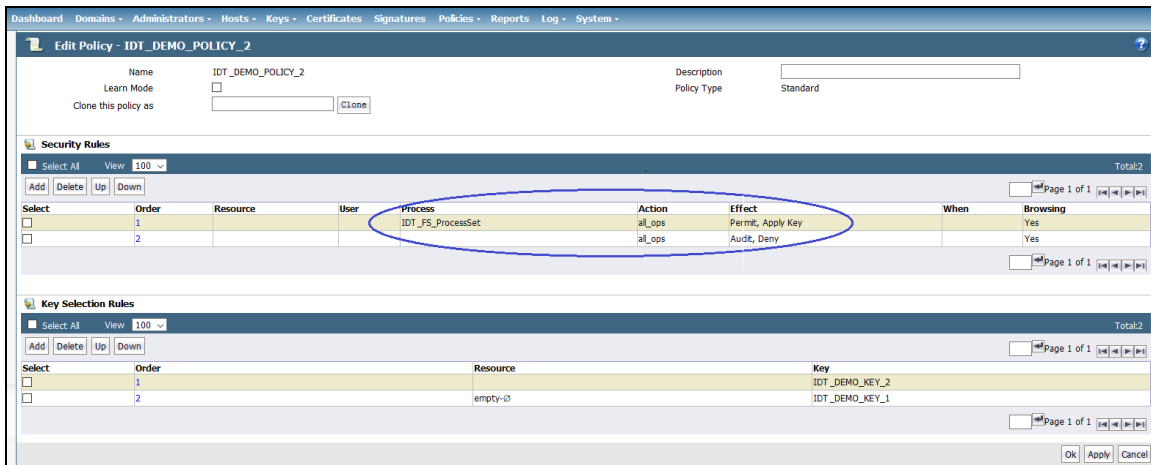 Dashboard Domains Administrators Hosts Keys Certificates Signatures Policies Reports Log System
Edit Policy - IDT_DEMO_POLICY_2 ?
Name IDT_DEMO_POLICY_2 Description
Learn Mode Policy Type Standard
Clone this policy as Clone
Security Rules
Select All View 100 Total:2
Add Delete Up Down Page 1 of 1
Select Order Resource User Process Action Effect When Browsing
1 IDT_FS_ProcessSet all_ops Permit, Apply Key Yes
2 all_ops Audit, Deny Yes
Page 1 of 1
Key Selection Rules
Select All View 100 Total:2
Add Delete Up Down Page 1 of 1
Select Order Resource Key
1 IDT_DEMO_KEY_2
2 empty-∅ IDT_DEMO_KEY_1
Page 1 of 1
Ok Apply Cancel